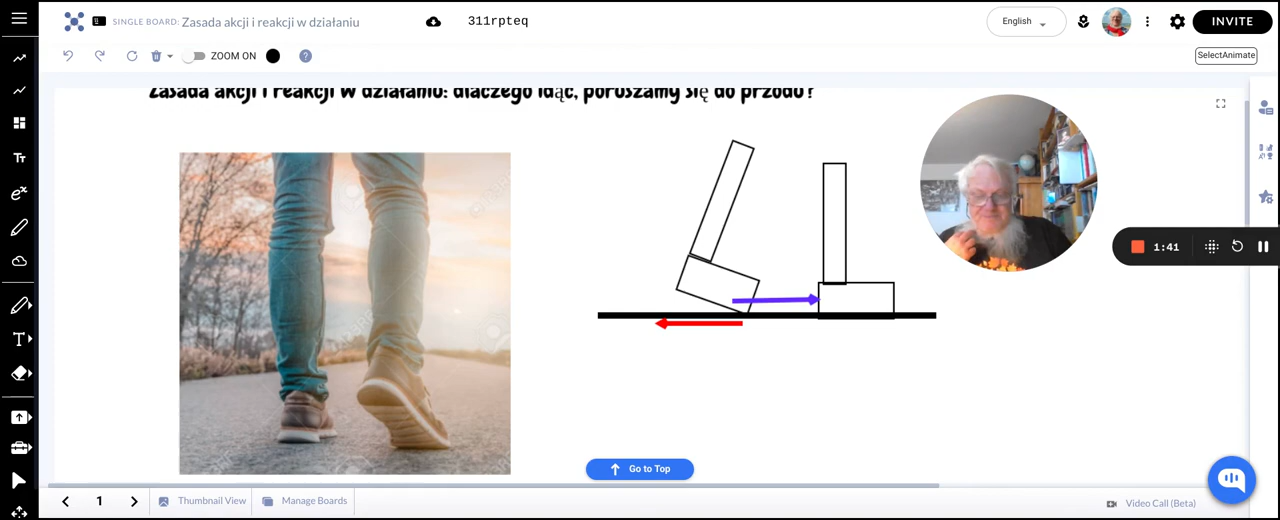 SINGLE BOARD: Zasada akcji i reakcji w działaniu
311rpteq
English
INVITE
ZOOM ON
SelectAnimate
Zasada akcji i reakcji w działaniu: dlaczego idąc, poruszamy się do przodu?
1:41
Go to Top
1
Thumbnail View
Manage Boards
Video Call (Beta)